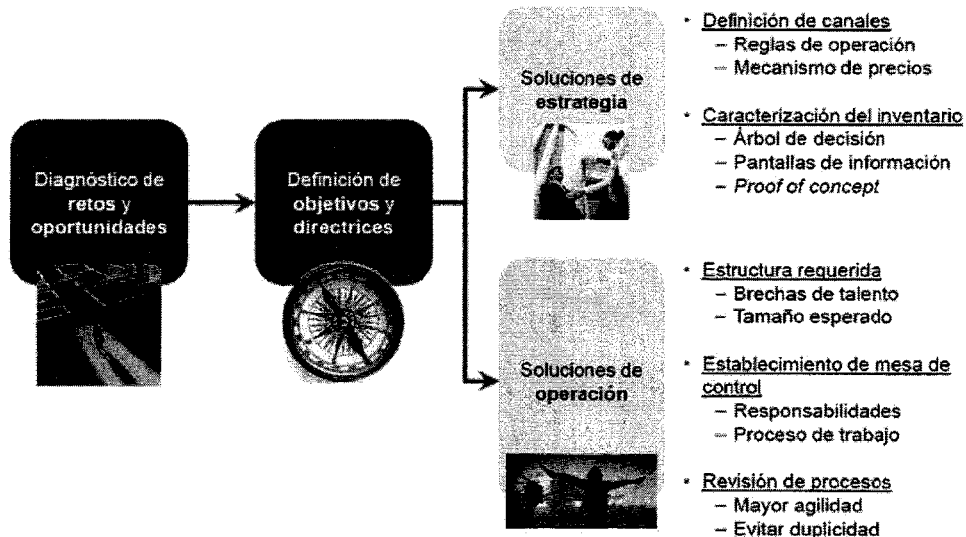 Diagnóstico de
retos y
oportunidades
Definición de
objetivos y
directrices
Soluciones de
estrategia
• Definición de canales
– Reglas de operación
– Mecanismo de precios
• Caracterización del inventario
– Árbol de decisión
– Pantallas de información
– Proof of concept
Soluciones de
operación
• Estructura requerida
– Brechas de talento
– Tamaño esperado
• Establecimiento de mesa de
control
– Responsabilidades
– Proceso de trabajo
• Revisión de procesos
– Mayor agilidad
– Evitar duplicidad